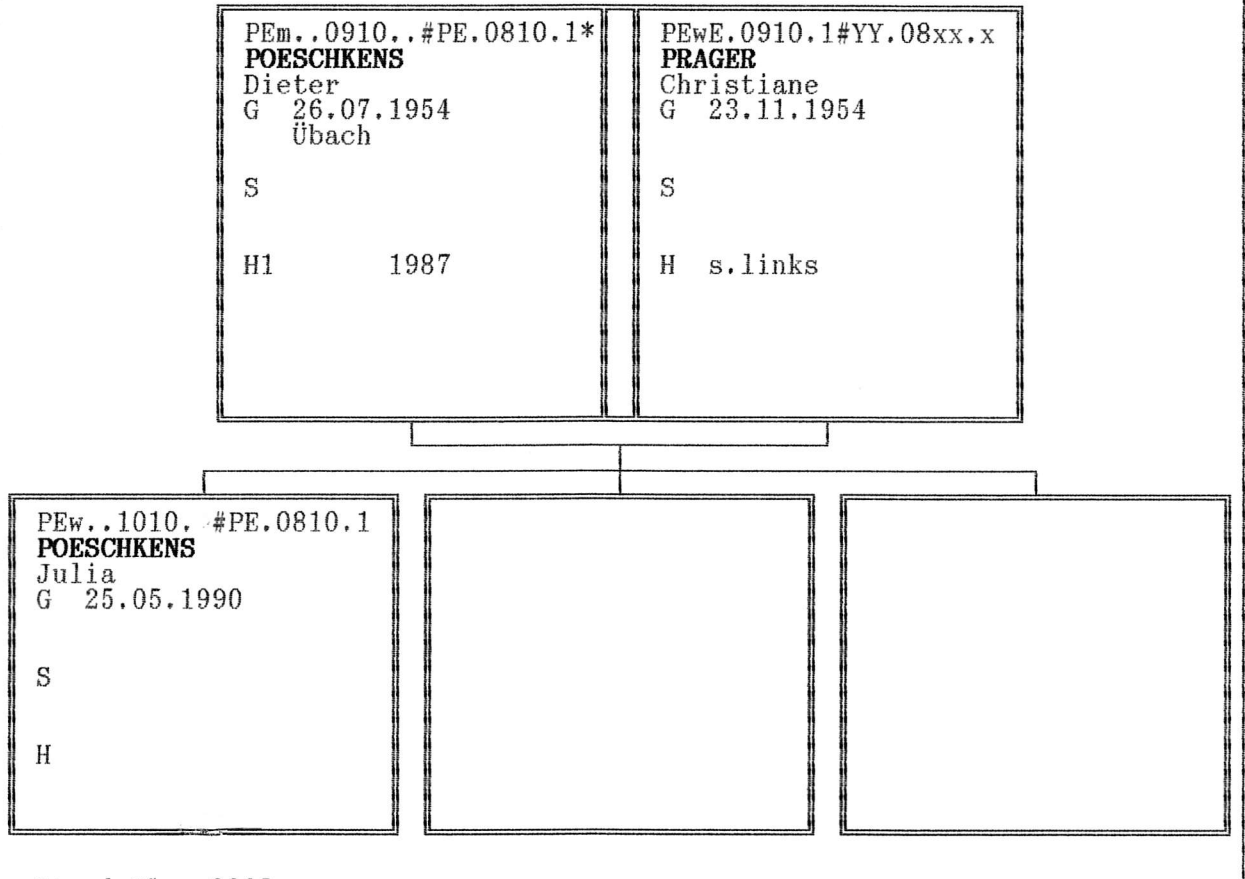 PEm..0910..#PE.0810.1*
POESCHKENS
Dieter
G 26.07.1954
Übach
S
H1 1987
PEwE.0910.1#YY.08xx.x
PRAGER
Christiane
G 23.11.1954
S
H s.links
PEw..1010. #PE.0810.1
POESCHKENS
Julia
G 25.05.1990
S
H